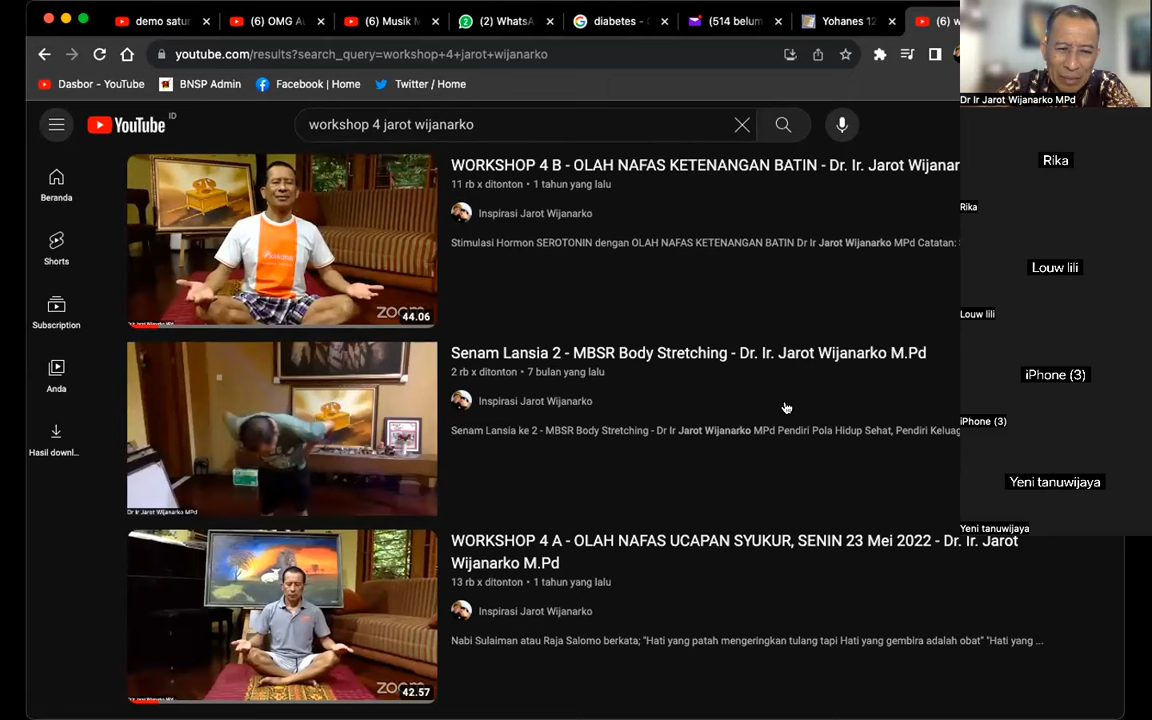 demo satu
(6) OMG A
(6) Musik M
(2) WhatsA
diabetes -
(514 belum
Yohanes 12
w
youtube.com/results?search_query=workshop+4+jarot+wijanarko
Dasbor - YouTube
BNSP Admin
Facebook | Home
Twitter / Home
Dr Ir Jarot Wijanarko MPd
YouTube ID
workshop 4 jarot wijanarko
Rika
Rika
Louw lili
Louw lili
iPhone (3)
iPhone (3)
Yeni tanuwijaya
Yeni tanuwijaya
Beranda
Shorts
Subscription
Anda
Hasil downl...
WORKSHOP 4 B - OLAH NAFAS KETENANGAN BATIN - Dr. Ir. Jarot Wijanar
11 rb x ditonton • 1 tahun yang lalu
Inspirasi Jarot Wijanarko
Stimulasi Hormon SEROTONIN dengan OLAH NAFAS KETENANGAN BATIN Dr Ir Jarot Wijanarko MPd Catatan:
zoom
44.06
Senam Lansia 2 - MBSR Body Stretching - Dr. Ir. Jarot Wijanarko M.Pd
2 rb x ditonton • 7 bulan yang lalu
Inspirasi Jarot Wijanarko
Senam Lansia ke 2 - MBSR Body Stretching - Dr Ir Jarot Wijanarko MPd Pendiri Pola Hidup Sehat, Pendiri Keluag
Dr Ir Jarot Wijanarko MPd
WORKSHOP 4 A - OLAH NAFAS UCAPAN SYUKUR, SENIN 23 Mei 2022 - Dr. Ir. Jarot
Wijanarko M.Pd
13 rb x ditonton • 1 tahun yang lalu
Inspirasi Jarot Wijanarko
Nabi Sulaiman atau Raja Salomo berkata; "Hati yang patah mengeringkan tulang tapi Hati yang gembira adalah obat" "Hati yang ...
zoom
42.57